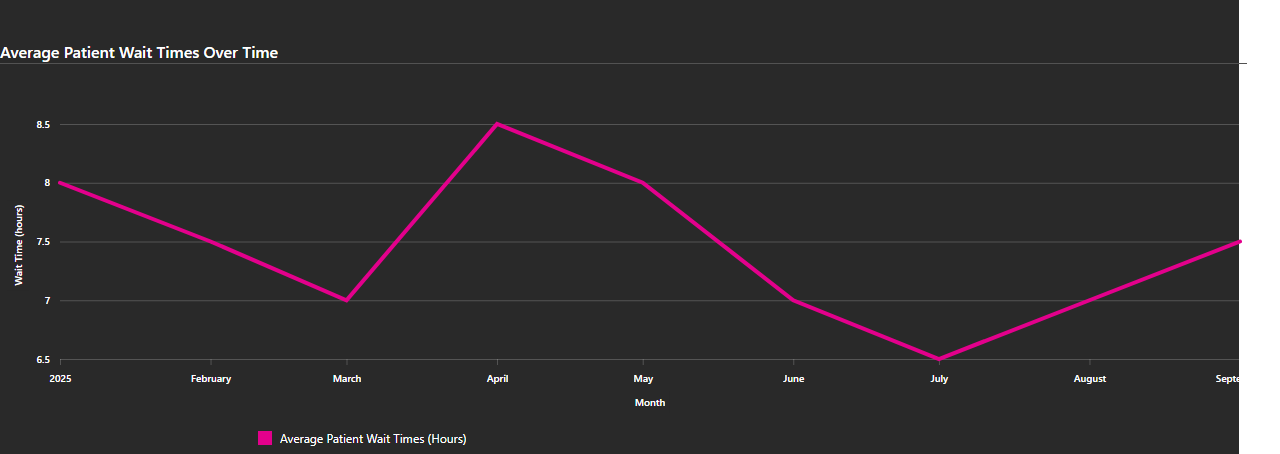 Average Patient Wait Times Over Time
8.5
8
7.5
7
6.5
Wait Time (hours)
2025 February March April May June July August Septe
Month
Average Patient Wait Times (Hours)